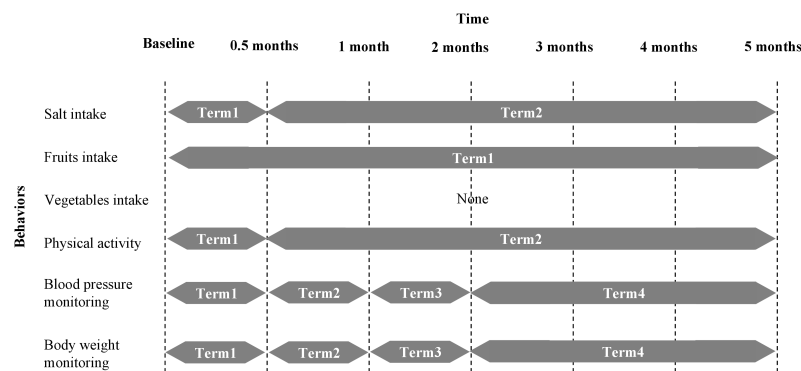 Time
Baseline 0.5 months 1 month 2 months 3 months 4 months 5 months
Salt intake Term1 Term2
Fruits intake Term1
Vegetables intake None
Physical activity Term1 Term2
Blood pressure
monitoring Term1 Term2 Term3 Term4
Body weight
monitoring Term1 Term2 Term3 Term4
Behaviors